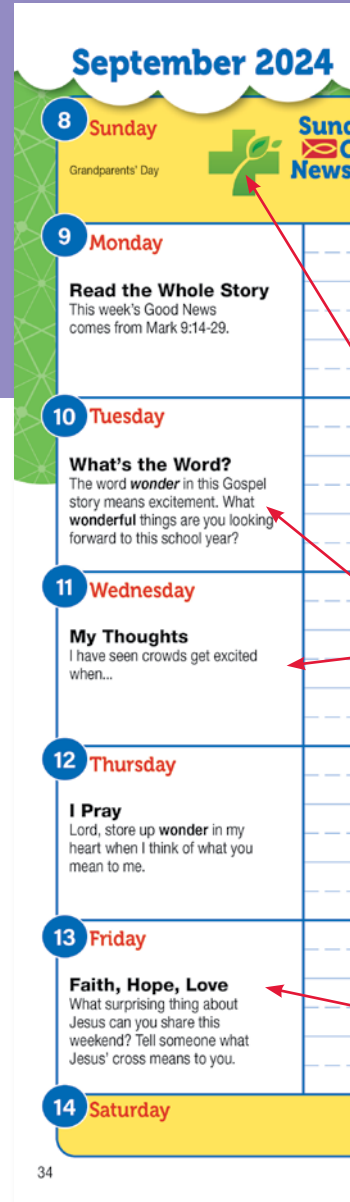 September 2024
8 Sunday
Grandparents' Day
9 Monday
Read the Whole Story
This week's Good News
comes from Mark 9:14-29.
10 Tuesday
What's the Word?
The word wonder in this Gospel
story means excitement. What
wonderful things are you looking
forward to this school year?
11 Wednesday
My Thoughts
I have seen crowds get excited
when...
12 Thursday
I Pray
Lord, store up wonder in my
heart when I think of what you
mean to me.
13 Friday
Faith, Hope, Love
What surprising thing about
Jesus can you share this
weekend? Tell someone what
Jesus' cross means to you.
14 Saturday
34